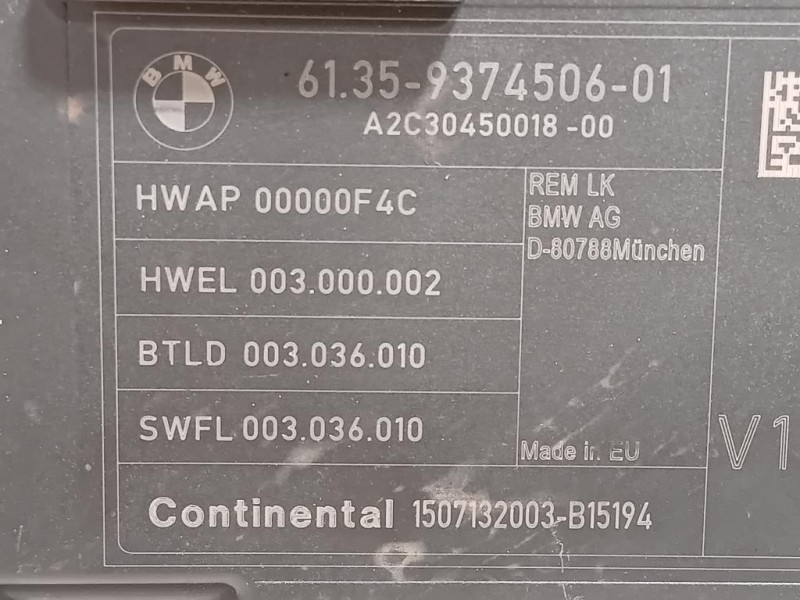 BMW
61.35-9374506-01
A2C30450018-00
HWAP 00000F4C
REM LK
BMW AG
D-80788München
HWEL 003.000.002
BTLD 003.036.010
SWFL 003.036.010
Made in EU
V1
Continental 1507132003-B15194